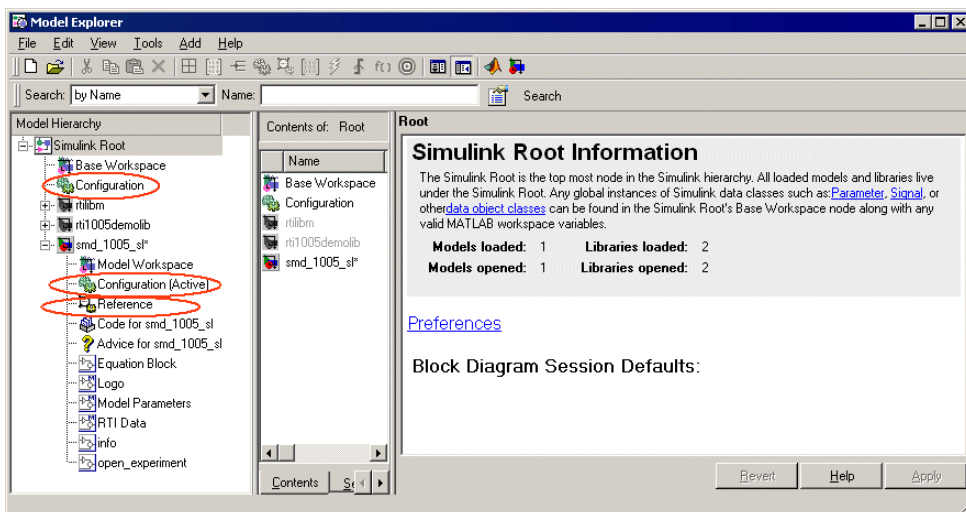 Model Explorer
File Edit View Tools Add Help
Search: by Name Name: Search
Model Hierarchy
Simulink Root
Base Workspace
Configuration
rtilibm
rti1005demolib
smd_1005_sl*
Model Workspace
Configuration (Active)
Reference
Code for smd_1005_sl
Advice for smd_1005_sl
Equation Block
Logo
Model Parameters
RTI Data
info
open_experiment
Contents of: Root
Name
Base Workspace
Configuration
rtilibm
rti1005demolib
smd_1005_sl*
Contents
Root
Simulink Root Information
The Simulink Root is the top most node in the Simulink hierarchy. All loaded models and libraries live
under the Simulink Root. Any global instances of Simulink data classes such as:Parameter, Signal, or
otherdata object classes can be found in the Simulink Root's Base Workspace node along with any
valid MATLAB workspace variables.
Models loaded: 1 Libraries loaded: 2
Models opened: 1 Libraries opened: 2
Preferences
Block Diagram Session Defaults:
Revert Help Apply